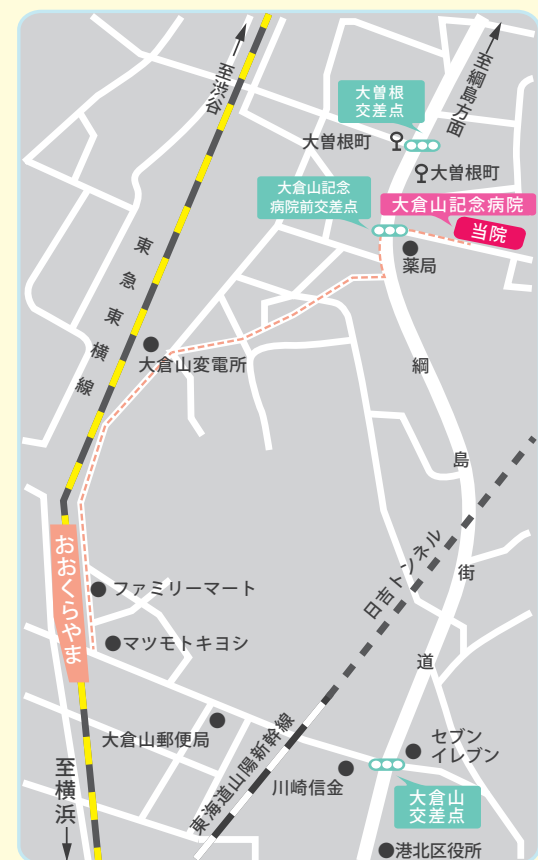 至渋谷
至綱島方面
大曽根
交差点
大曽根町
大曽根町
大倉山記念
病院前交差点
大倉山記念病院
当院
薬局
東急東横線
大倉山変電所
綱島街道
日吉トンネル
おおくらやま
ファミリーマート
マツモトキヨシ
大倉山郵便局
東海道山陽新幹線
セブン
イレブン
川崎信金
大倉山
交差点
至横浜
港北区役所